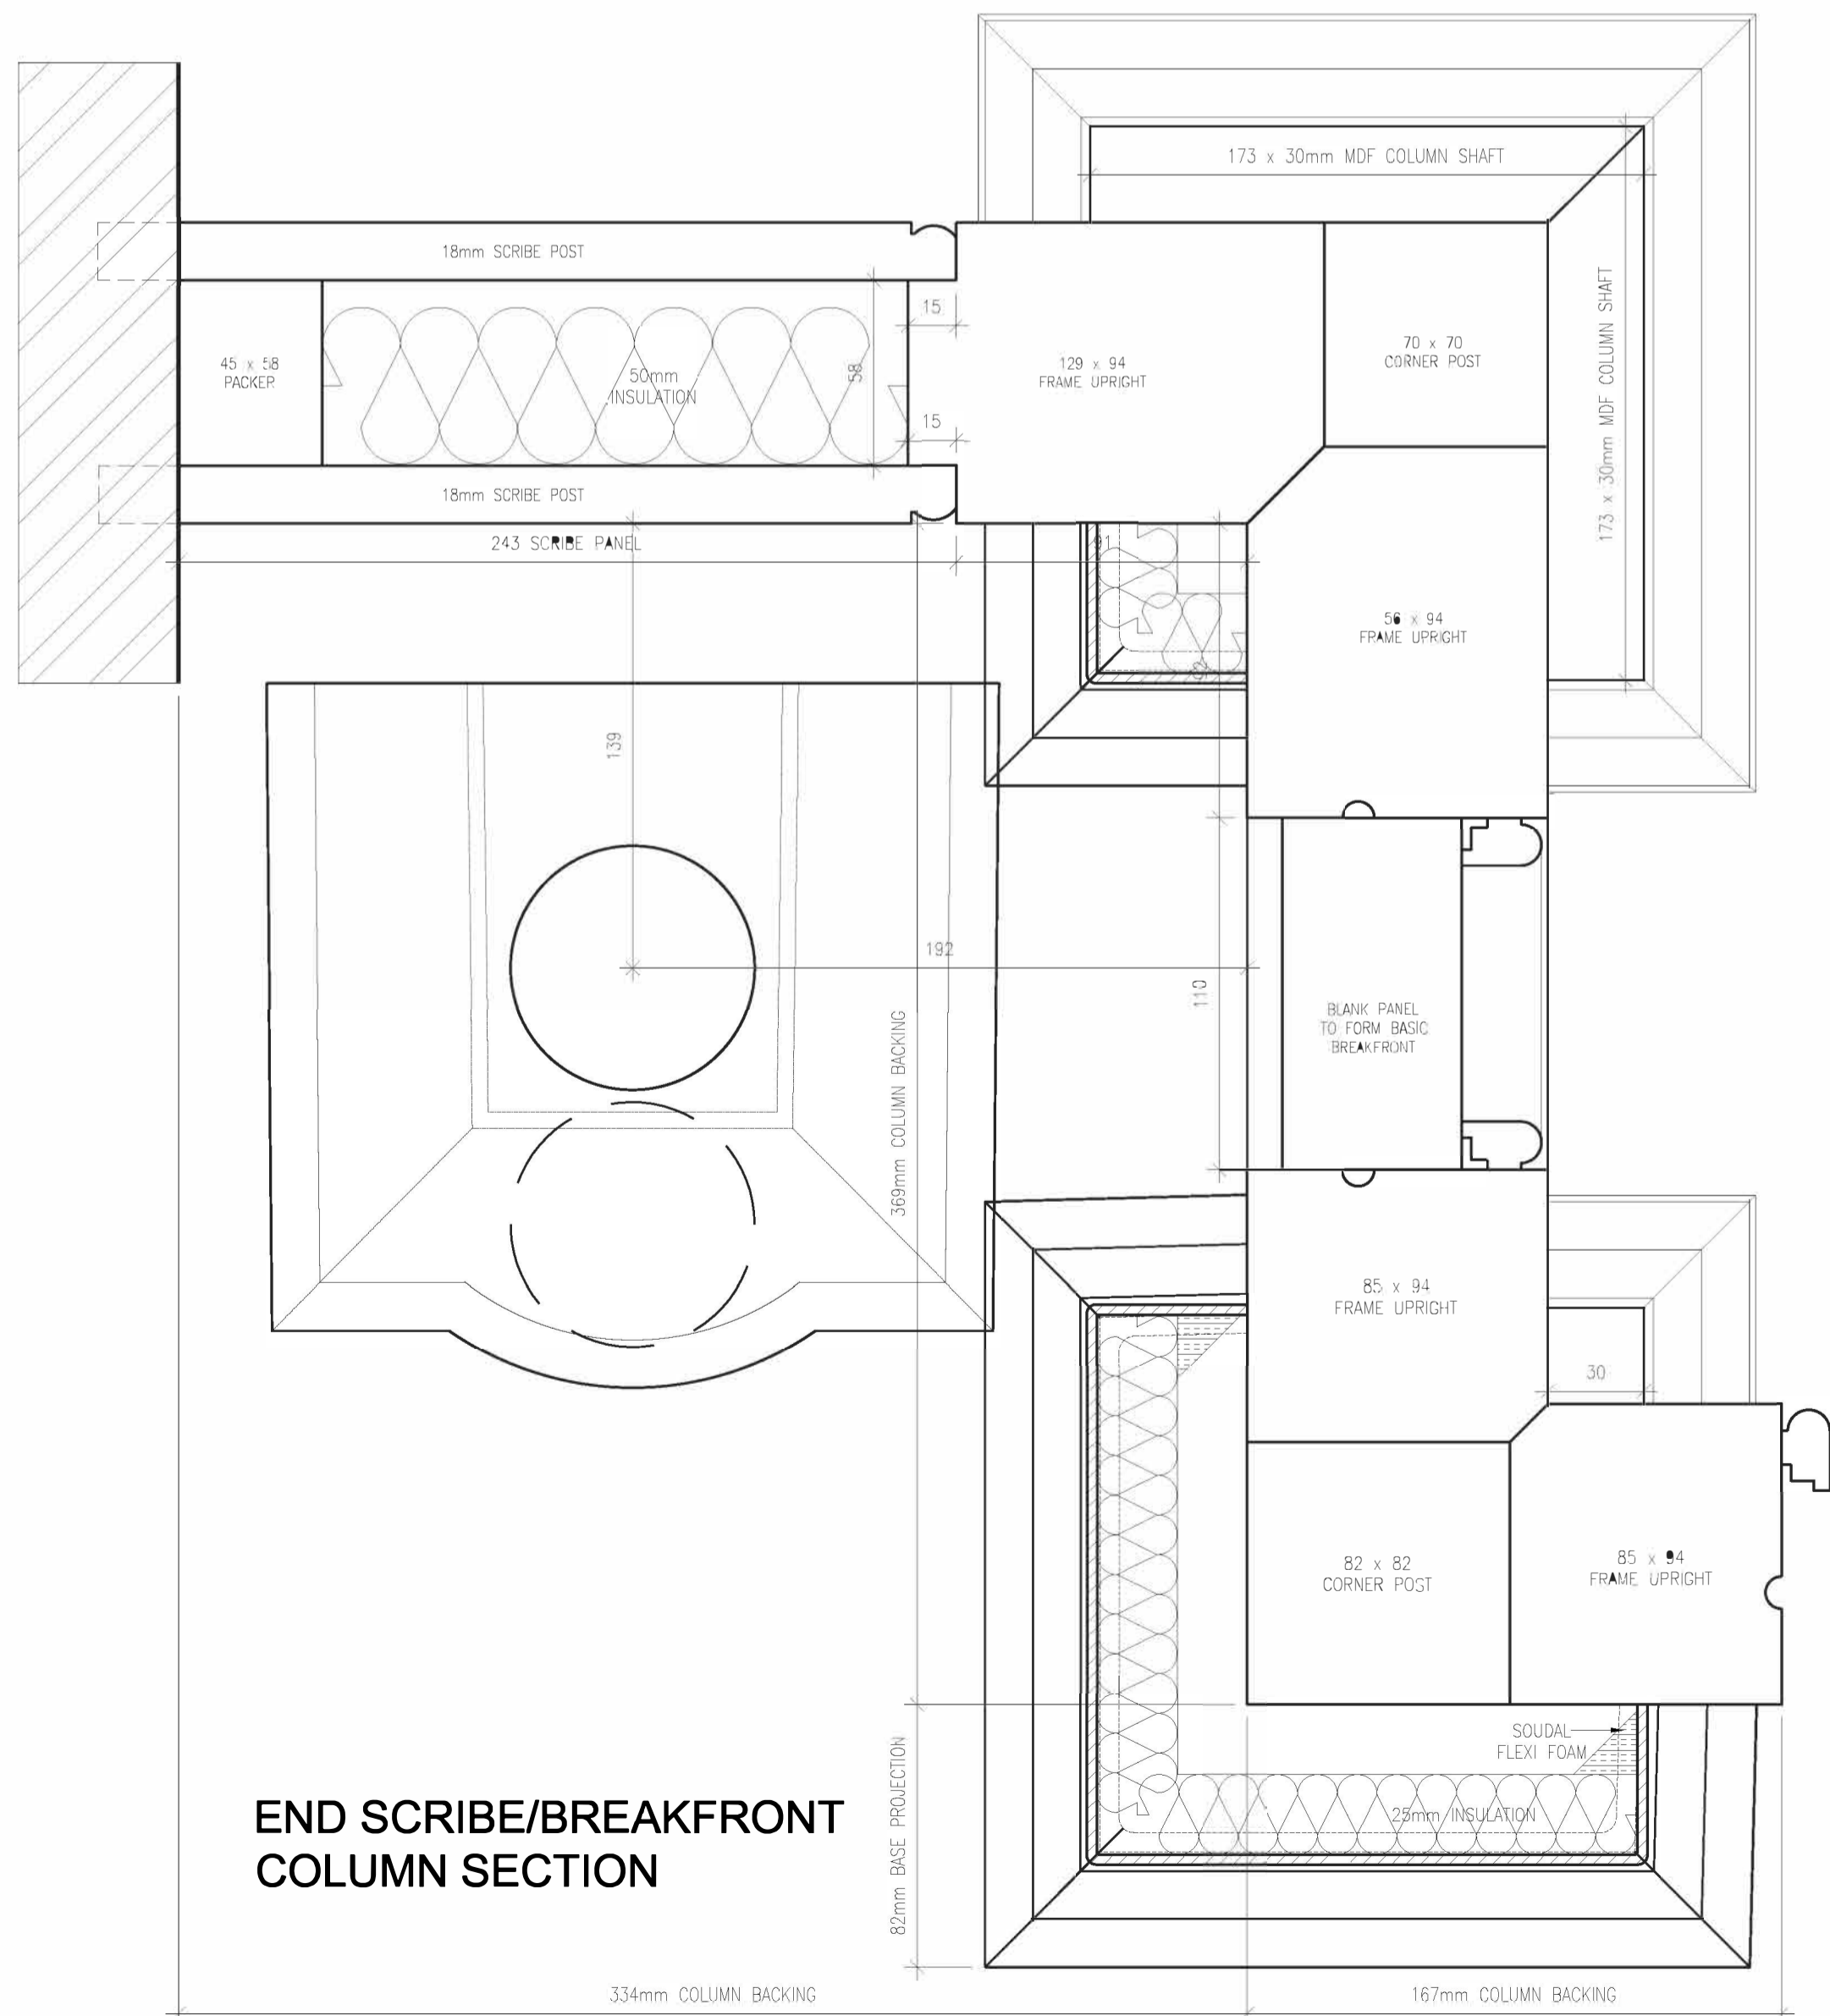 173 x 30mm MDF COLUMN SHAFT
18mm SCRIBE POST
173 x 30mm MDF COLUMN SHAFT
15
70 x 70
CORNER POST
45 x 58
PACKER
50mm
INSULATION
58
129 x 94
FRAME UPRIGHT
15
18mm SCRIBE POST
243 SCRIBE PANEL
91
56 x 94
FRAME UPRIGHT
92
139
192
110
369mm COLUMN BACKING
BLANK PANEL
TO FORM BASIC
BREAKFRONT
85 x 94
FRAME UPRIGHT
30
82 x 82
CORNER POST
85 x 94
FRAME UPRIGHT
SOUDAL
FLEXI FOAM
82mm BASE PROJECTION
25mm INSULATION
END SCRIBE/BREAKFRONT
COLUMN SECTION
334mm COLUMN BACKING
167mm COLUMN BACKING